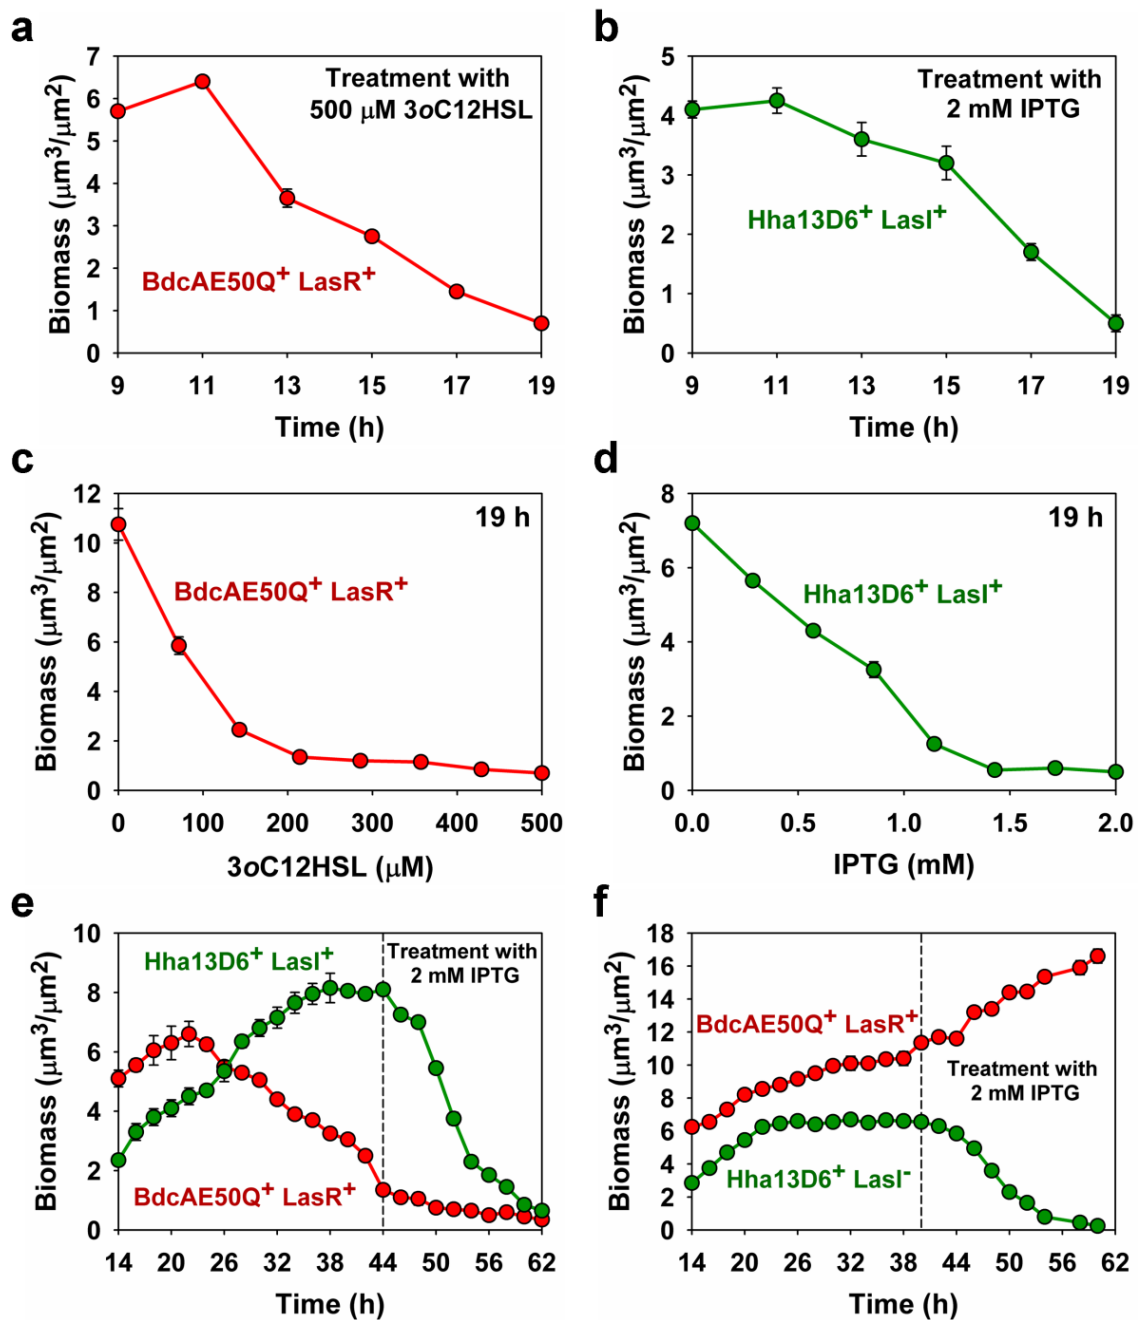 a
7
6
5
4
3
2
1
0
Biomass (μm³/μm²)
Treatment with
500 μM 3oC12HSL
BdcAE50Q⁺ LasR⁺
9 11 13 15 17 19
Time (h)
b
5
4
3
2
1
0
Biomass (μm³/μm²)
Treatment with
2 mM IPTG
Hha13D6⁺ LasI⁺
9 11 13 15 17 19
Time (h)
c
12
10
8
6
4
2
0
Biomass (μm³/μm²)
19 h
BdcAE50Q⁺ LasR⁺
0 100 200 300 400 500
3oC12HSL (μM)
d
8
6
4
2
0
Biomass (μm³/μm²)
19 h
Hha13D6⁺ LasI⁺
0.0 0.5 1.0 1.5 2.0
IPTG (mM)
e
10
8
6
4
2
0
Biomass (μm³/μm²)
Hha13D6⁺ LasI⁺
Treatment with
2 mM IPTG
BdcAE50Q⁺ LasR⁺
14 20 26 32 38 44 50 56 62
Time (h)
f
18
16
14
12
10
8
6
4
2
0
Biomass (μm³/μm²)
BdcAE50Q⁺ LasR⁺
Treatment with
2 mM IPTG
Hha13D6⁺ LasI⁻
14 20 26 32 38 44 50 56 62
Time (h)